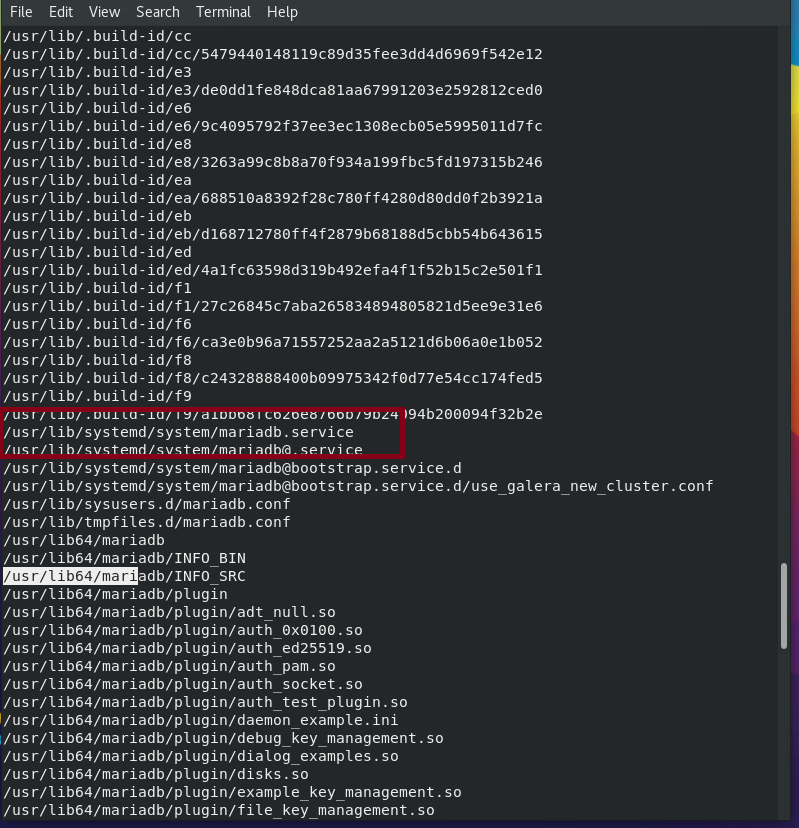 File Edit View Search Terminal Help
/usr/lib/.build-id/cc
/usr/lib/.build-id/cc/5479440148119c89d35fee3dd4d6969f542e12
/usr/lib/.build-id/e3
/usr/lib/.build-id/e3/de0dd1fe848dca81aa67991203e2592812ced0
/usr/lib/.build-id/e6
/usr/lib/.build-id/e6/9c4095792f37ee3ec1308ecb05e5995011d7fc
/usr/lib/.build-id/e8
/usr/lib/.build-id/e8/3263a99c8b8a70f934a199fbc5fd197315b246
/usr/lib/.build-id/ea
/usr/lib/.build-id/ea/688510a8392f28c780ff4280d80dd0f2b3921a
/usr/lib/.build-id/eb
/usr/lib/.build-id/eb/d168712780ff4f2879b68188d5cbb54b643615
/usr/lib/.build-id/ed
/usr/lib/.build-id/ed/4a1fc63598d319b492efa4f1f52b15c2e501f1
/usr/lib/.build-id/f1
/usr/lib/.build-id/f1/27c26845c7aba265834894805821d5ee9e31e6
/usr/lib/.build-id/f6
/usr/lib/.build-id/f6/ca3e0b96a71557252aa2a5121d6b06a0e1b052
/usr/lib/.build-id/f8
/usr/lib/.build-id/f8/c24328888400b09975342f0d77e54cc174fed5
/usr/lib/.build-id/f9
/usr/lib/.build-id/f9/a1bb68fc626e8766b79b24094b200094f32b2e
/usr/lib/systemd/system/mariadb.service
/usr/lib/systemd/system/mariadb@.service
/usr/lib/systemd/system/mariadb@bootstrap.service.d
/usr/lib/systemd/system/mariadb@bootstrap.service.d/use_galera_new_cluster.conf
/usr/lib/sysusers.d/mariadb.conf
/usr/lib/tmpfiles.d/mariadb.conf
/usr/lib64/mariadb
/usr/lib64/mariadb/INFO_BIN
/usr/lib64/mariadb/INFO_SRC
/usr/lib64/mariadb/plugin
/usr/lib64/mariadb/plugin/adt_null.so
/usr/lib64/mariadb/plugin/auth_0x0100.so
/usr/lib64/mariadb/plugin/auth_ed25519.so
/usr/lib64/mariadb/plugin/auth_pam.so
/usr/lib64/mariadb/plugin/auth_socket.so
/usr/lib64/mariadb/plugin/auth_test_plugin.so
/usr/lib64/mariadb/plugin/daemon_example.ini
/usr/lib64/mariadb/plugin/debug_key_management.so
/usr/lib64/mariadb/plugin/dialog_examples.so
/usr/lib64/mariadb/plugin/disks.so
/usr/lib64/mariadb/plugin/example_key_management.so
/usr/lib64/mariadb/plugin/file_key_management.so